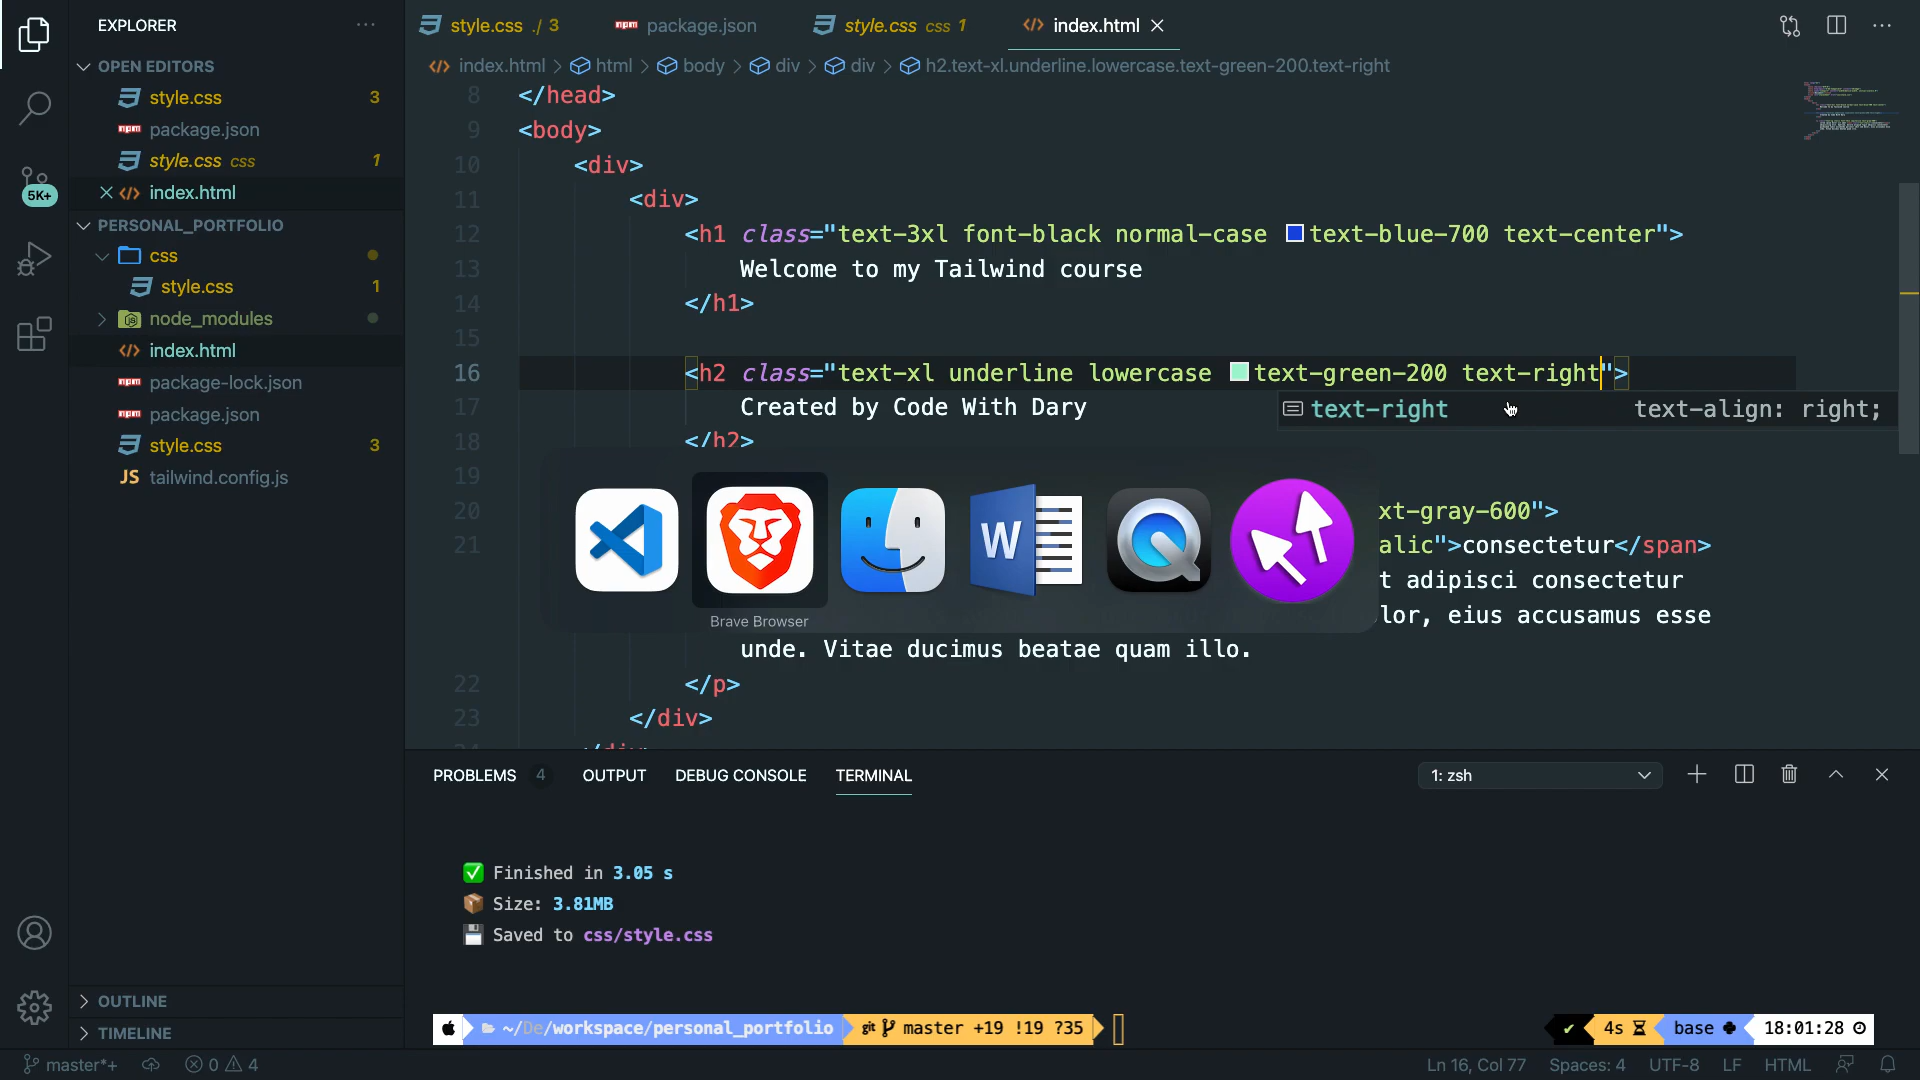 EXPLORER
style.css ./ 3
package.json
style.css css 1
index.html
OPEN EDITORS
index.html > html > body > div > div > h2.text-xl.underline.lowercase.text-green-200.text-right
style.css 3
package.json
style.css css 1
index.html
PERSONAL_PORTFOLIO
css
style.css 1
node_modules
index.html
package-lock.json
package.json
style.css 3
JS tailwind.config.js
OUTLINE
TIMELINE
5K+
8 </head>
9 <body>
10 <div>
11 <div>
12 <h1 class="text-3xl font-black normal-case text-blue-700 text-center">
13 Welcome to my Tailwind course
14 </h1>
15
16 <h2 class="text-xl underline lowercase text-green-200 text-right">
17 Created by Code With Dary
text-right text-align: right;
18 </h2>
19
20 xt-gray-600">
21 alic">consectetur</span>
t adipisci consectetur
lor, eius accusamus esse
unde. Vitae ducimus beatae quam illo.
22 </p>
23 </div>
W
Brave Browser
PROBLEMS 4 OUTPUT DEBUG CONSOLE TERMINAL
1: zsh
Finished in 3.05 s
Size: 3.81MB
Saved to css/style.css
~/De/workspace/personal_portfolio git master +19 !19 ?35
4s base 18:01:28
master*+ 0 4
Ln 16, Col 77 Spaces: 4 UTF-8 LF HTML